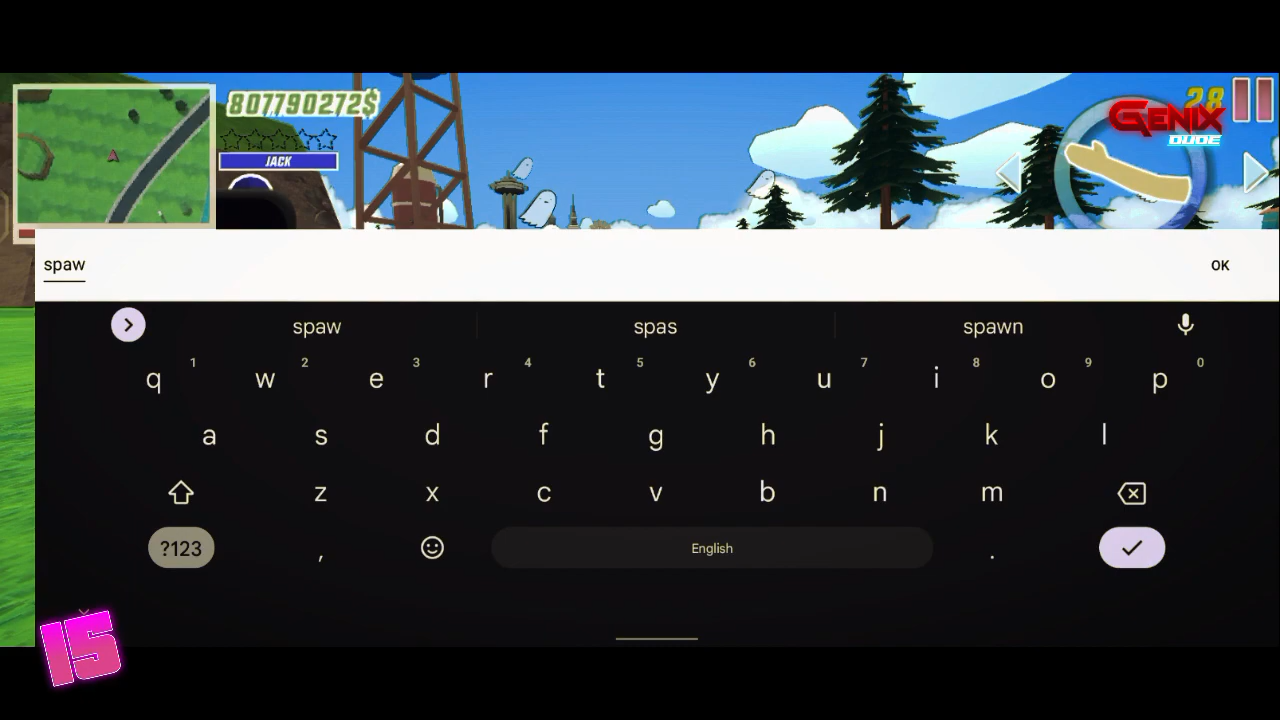 807790272$
JACK
28
GENIX
DUDE
spaw
OK
spaw spas spawn
q 1 w 2 e 3 r 4 t 5 y 6 u 7 i 8 o 9 p 0
a s d f g h j k l
z x c v b n m
?123 , English .
15